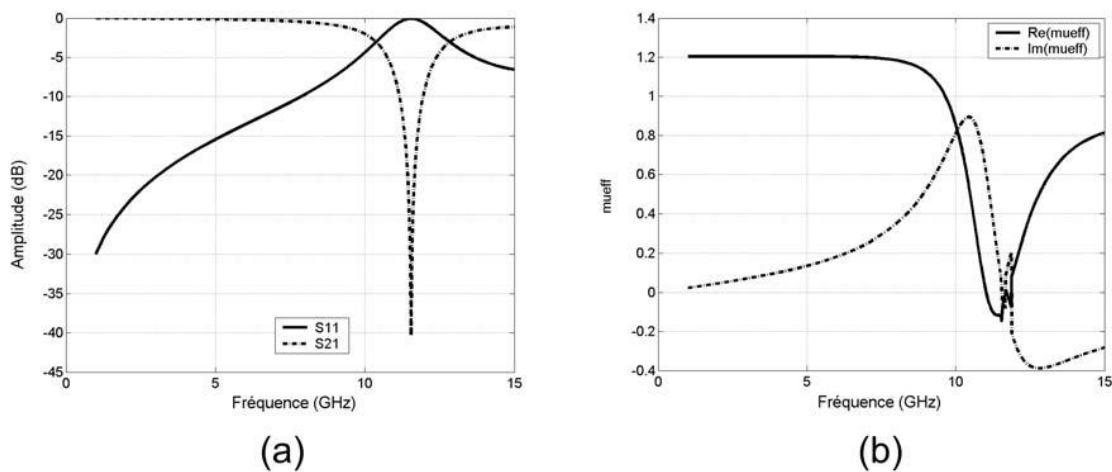 0
-5
-10
-15
-20
-25
-30
-35
-40
-45
Amplitude (dB)
S11
S21
0 5 10 15
Fréquence (GHz)
(a)
1.4
1.2
1
0.8
0.6
0.4
0.2
0
-0.2
-0.4
mueff
Re(mueff)
Im(mueff)
0 5 10 15
Fréquence (GHz)
(b)